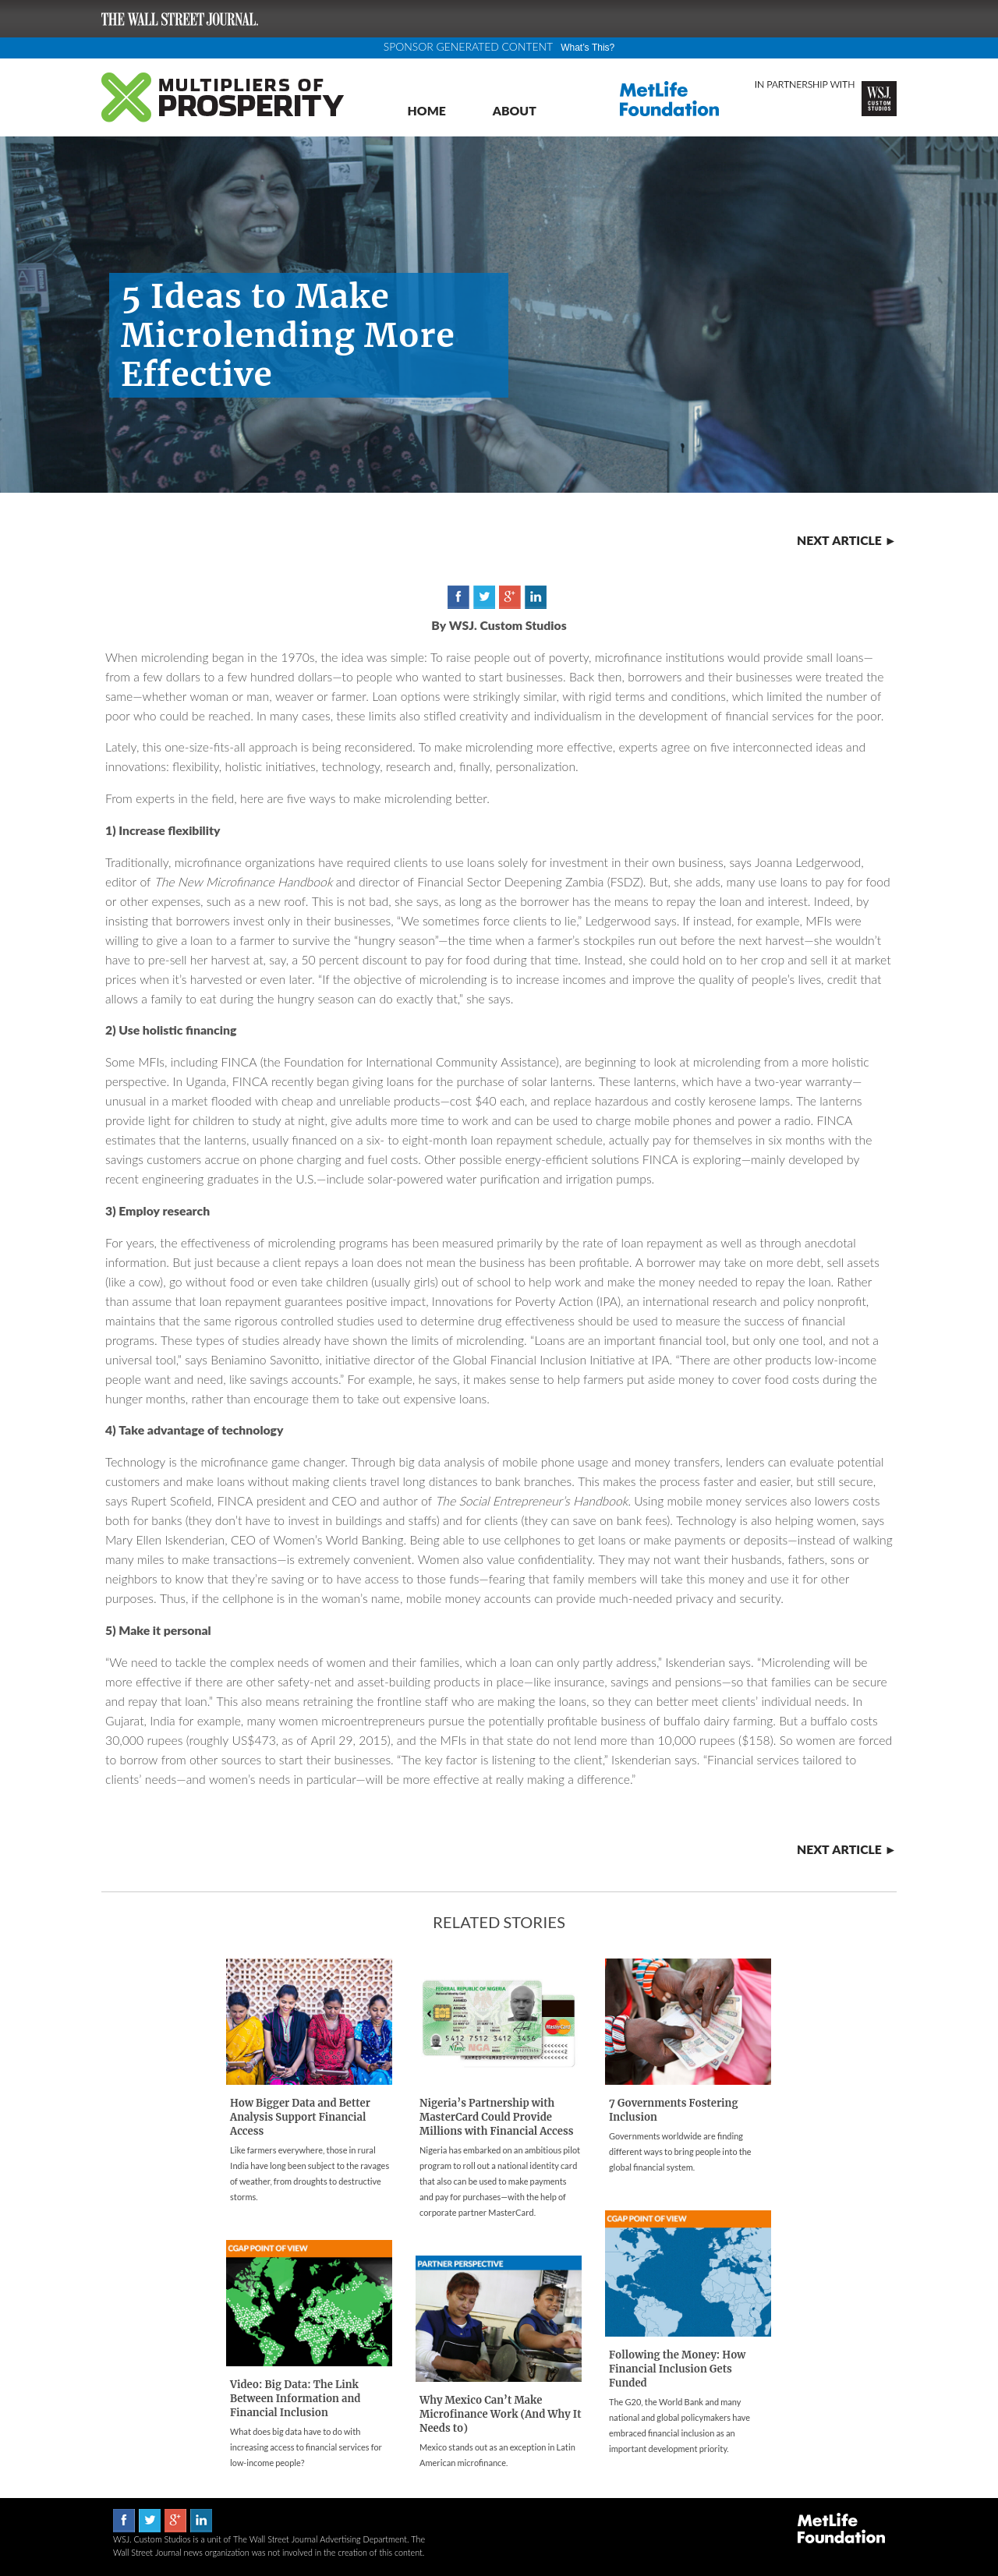 THE WALL STREET JOURNAL.
SPONSOR GENERATED CONTENT What's This?
MULTIPLIERS OF
PROSPERITY
HOME ABOUT
MetLife
Foundation
IN PARTNERSHIP WITH
WSJ.
CUSTOM
STUDIOS
5 Ideas to Make
Microlending More
Effective
NEXT ARTICLE ►
By WSJ. Custom Studios
When microlending began in the 1970s, the idea was simple: To raise people out of poverty, microfinance institutions would provide small loans—
from a few dollars to a few hundred dollars—to people who wanted to start businesses. Back then, borrowers and their businesses were treated the
same—whether woman or man, weaver or farmer. Loan options were strikingly similar, with rigid terms and conditions, which limited the number of
poor who could be reached. In many cases, these limits also stifled creativity and individualism in the development of financial services for the poor.
Lately, this one-size-fits-all approach is being reconsidered. To make microlending more effective, experts agree on five interconnected ideas and
innovations: flexibility, holistic initiatives, technology, research and, finally, personalization.
From experts in the field, here are five ways to make microlending better.
1) Increase flexibility
Traditionally, microfinance organizations have required clients to use loans solely for investment in their own business, says Joanna Ledgerwood,
editor of The New Microfinance Handbook and director of Financial Sector Deepening Zambia (FSDZ). But, she adds, many use loans to pay for food
or other expenses, such as a new roof. This is not bad, she says, as long as the borrower has the means to repay the loan and interest. Indeed, by
insisting that borrowers invest only in their businesses, “We sometimes force clients to lie,” Ledgerwood says. If instead, for example, MFIs were
willing to give a loan to a farmer to survive the “hungry season”—the time when a farmer’s stockpiles run out before the next harvest—she wouldn’t
have to pre-sell her harvest at, say, a 50 percent discount to pay for food during that time. Instead, she could hold on to her crop and sell it at market
prices when it’s harvested or even later. “If the objective of microlending is to increase incomes and improve the quality of people’s lives, credit that
allows a family to eat during the hungry season can do exactly that,” she says.
2) Use holistic financing
Some MFIs, including FINCA (the Foundation for International Community Assistance), are beginning to look at microlending from a more holistic
perspective. In Uganda, FINCA recently began giving loans for the purchase of solar lanterns. These lanterns, which have a two-year warranty—
unusual in a market flooded with cheap and unreliable products—cost $40 each, and replace hazardous and costly kerosene lamps. The lanterns
provide light for children to study at night, give adults more time to work and can be used to charge mobile phones and power a radio. FINCA
estimates that the lanterns, usually financed on a six- to eight-month loan repayment schedule, actually pay for themselves in six months with the
savings customers accrue on phone charging and fuel costs. Other possible energy-efficient solutions FINCA is exploring—mainly developed by
recent engineering graduates in the U.S.—include solar-powered water purification and irrigation pumps.
3) Employ research
For years, the effectiveness of microlending programs has been measured primarily by the rate of loan repayment as well as through anecdotal
information. But just because a client repays a loan does not mean the business has been profitable. A borrower may take on more debt, sell assets
(like a cow), go without food or even take children (usually girls) out of school to help work and make the money needed to repay the loan. Rather
than assume that loan repayment guarantees positive impact, Innovations for Poverty Action (IPA), an international research and policy nonprofit,
maintains that the same rigorous controlled studies used to determine drug effectiveness should be used to measure the success of financial
programs. These types of studies already have shown the limits of microlending. “Loans are an important financial tool, but only one tool, and not a
universal tool,” says Beniamino Savonitto, initiative director of the Global Financial Inclusion Initiative at IPA. “There are other products low-income
people want and need, like savings accounts.” For example, he says, it makes sense to help farmers put aside money to cover food costs during the
hunger months, rather than encourage them to take out expensive loans.
4) Take advantage of technology
Technology is the microfinance game changer. Through big data analysis of mobile phone usage and money transfers, lenders can evaluate potential
customers and make loans without making clients travel long distances to bank branches. This makes the process faster and easier, but still secure,
says Rupert Scofield, FINCA president and CEO and author of The Social Entrepreneur’s Handbook. Using mobile money services also lowers costs
both for banks (they don’t have to invest in buildings and staffs) and for clients (they can save on bank fees). Technology is also helping women, says
Mary Ellen Iskenderian, CEO of Women’s World Banking. Being able to use cellphones to get loans or make payments or deposits—instead of walking
many miles to make transactions—is extremely convenient. Women also value confidentiality. They may not want their husbands, fathers, sons or
neighbors to know that they’re saving or to have access to those funds—fearing that family members will take this money and use it for other
purposes. Thus, if the cellphone is in the woman’s name, mobile money accounts can provide much-needed privacy and security.
5) Make it personal
“We need to tackle the complex needs of women and their families, which a loan can only partly address,” Iskenderian says. “Microlending will be
more effective if there are other safety-net and asset-building products in place—like insurance, savings and pensions—so that families can be secure
and repay that loan.” This also means retraining the frontline staff who are making the loans, so they can better meet clients’ individual needs. In
Gujarat, India for example, many women microentrepreneurs pursue the potentially profitable business of buffalo dairy farming. But a buffalo costs
30,000 rupees (roughly US$473, as of April 29, 2015), and the MFIs in that state do not lend more than 10,000 rupees ($158). So women are forced
to borrow from other sources to start their businesses. “The key factor is listening to the client,” Iskenderian says. “Financial services tailored to
clients’ needs—and women’s needs in particular—will be more effective at really making a difference.”
NEXT ARTICLE ►
RELATED STORIES
How Bigger Data and Better
Analysis Support Financial
Access
Like farmers everywhere, those in rural
India have long been subject to the ravages
of weather, from droughts to destructive
storms.
FEDERAL REPUBLIC OF NIGERIA
AHMED
5412 7512 3412 3456
NGA
MasterCard
Nigeria’s Partnership with
MasterCard Could Provide
Millions with Financial Access
Nigeria has embarked on an ambitious pilot
program to roll out a national identity card
that also can be used to make payments
and pay for purchases—with the help of
corporate partner MasterCard.
7 Governments Fostering
Inclusion
Governments worldwide are finding
different ways to bring people into the
global financial system.
CGAP POINT OF VIEW
Video: Big Data: The Link
Between Information and
Financial Inclusion
What does big data have to do with
increasing access to financial services for
low-income people?
PARTNER PERSPECTIVE
Why Mexico Can’t Make
Microfinance Work (And Why It
Needs to)
Mexico stands out as an exception in Latin
American microfinance.
CGAP POINT OF VIEW
Following the Money: How
Financial Inclusion Gets
Funded
The G20, the World Bank and many
national and global policymakers have
embraced financial inclusion as an
important development priority.
WSJ. Custom Studios is a unit of The Wall Street Journal Advertising Department. The
Wall Street Journal news organization was not involved in the creation of this content.
MetLife
Foundation